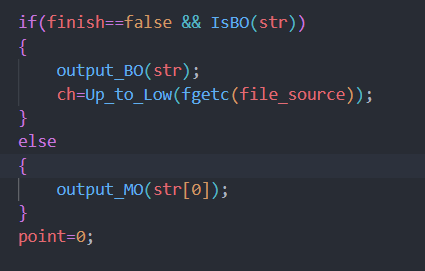 if(finish==false && IsBO(str))
{
    output_BO(str);
    ch=Up_to_Low(fgetc(file_source));
}
else
{
    output_MO(str[0]);
}
point=0;